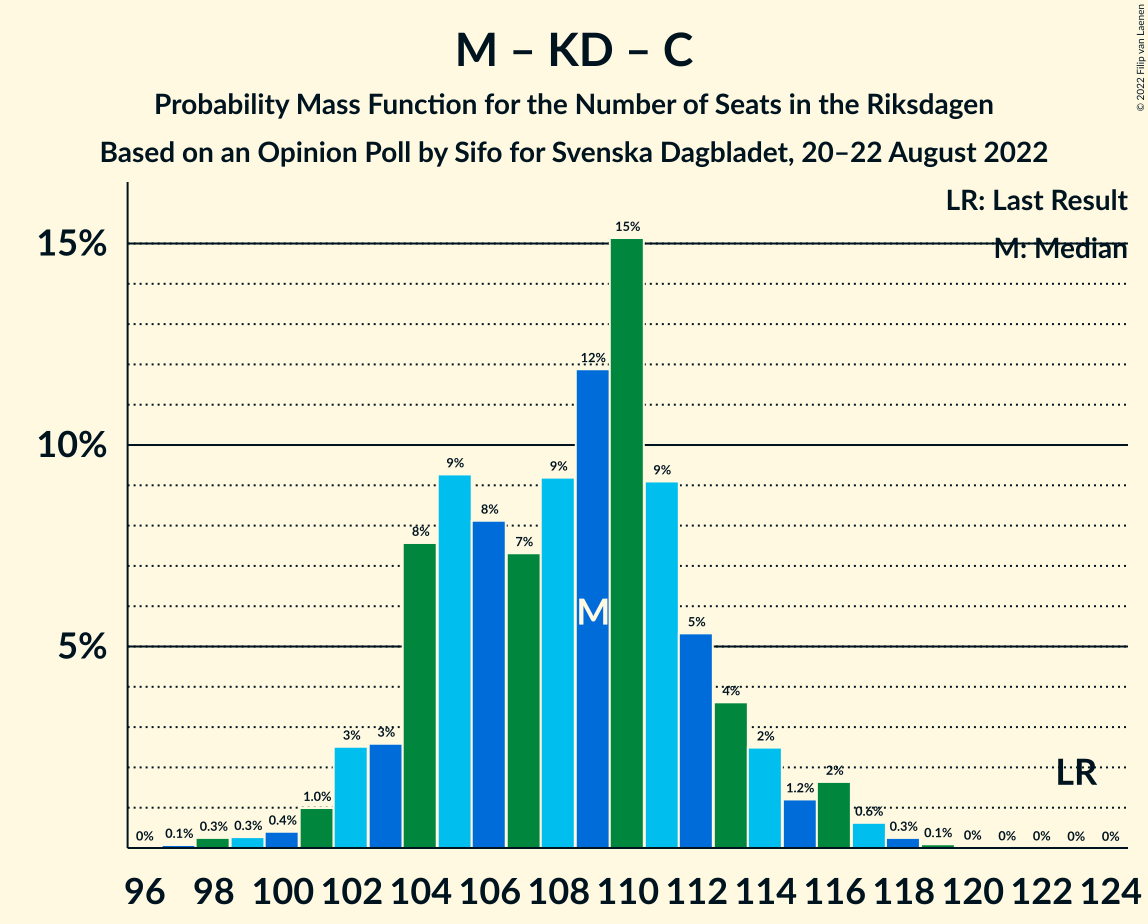 M – KD – C
Probability Mass Function for the Number of Seats in the Riksdagen
Based on an Opinion Poll by Sifo for Svenska Dagbladet, 20–22 August 2022
© 2022 Filip van Laenen
LR: Last Result
M: Median
15%
10%
5%
0% 0.1% 0.3% 0.3% 0.4% 1.0% 3% 3% 8% 9% 8% 7% 9% 12% 15% 9% 5% 4% 2% 1.2% 2% 0.6% 0.3% 0.1% 0% 0% 0% 0% 0%
M
LR
96 98 100 102 104 106 108 110 112 114 116 118 120 122 124